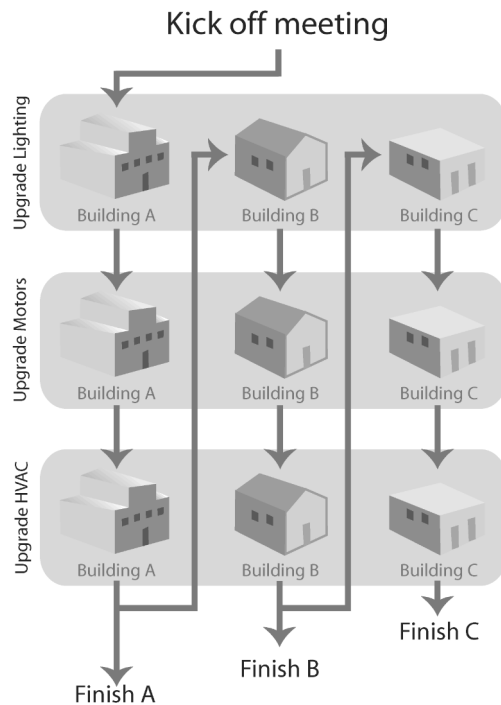 Kick off meeting
Upgrade Lighting
Building A
Building B
Building C
Upgrade Motors
Building A
Building B
Building C
Upgrade HVAC
Building A
Building B
Building C
Finish C
Finish B
Finish A